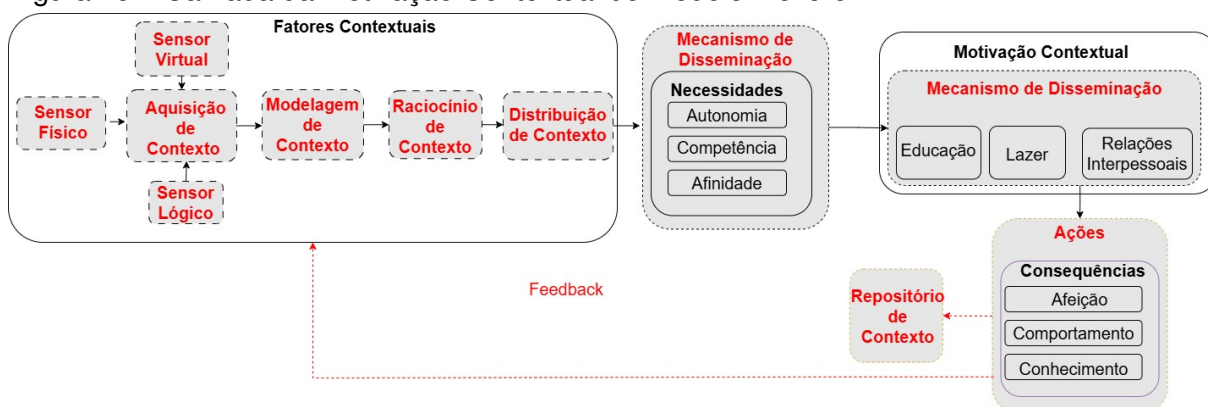 Fatores Contextuais
Sensor
Virtual
Sensor
Físico
Aquisição
de
Contexto
Sensor
Lógico
Modelagem
de
Contexto
Raciocínio
de
Contexto
Distribuição
de Contexto
Mecanismo de
Disseminação
Necessidades
Autonomia
Competência
Afinidade
Motivação Contextual
Mecanismo de Disseminação
Educação
Lazer
Relações
Interpessoais
Ações
Consequências
Afeição
Comportamento
Conhecimento
Repositório
de
Contexto
Feedback